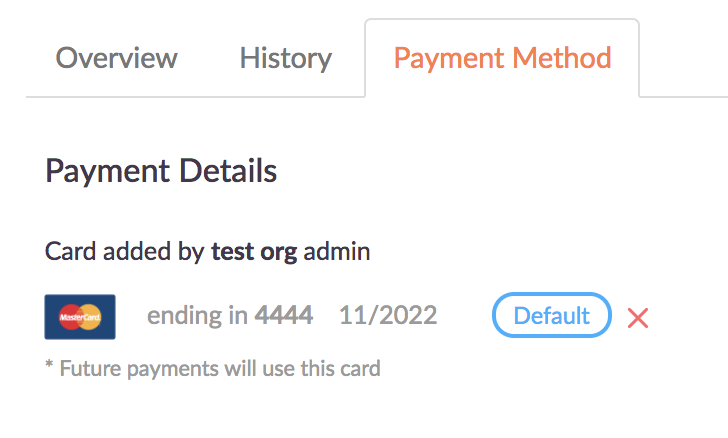 Overview History Payment Method
Payment Details
Card added by test org admin
MasterCard ending in 4444 11/2022 Default
* Future payments will use this card